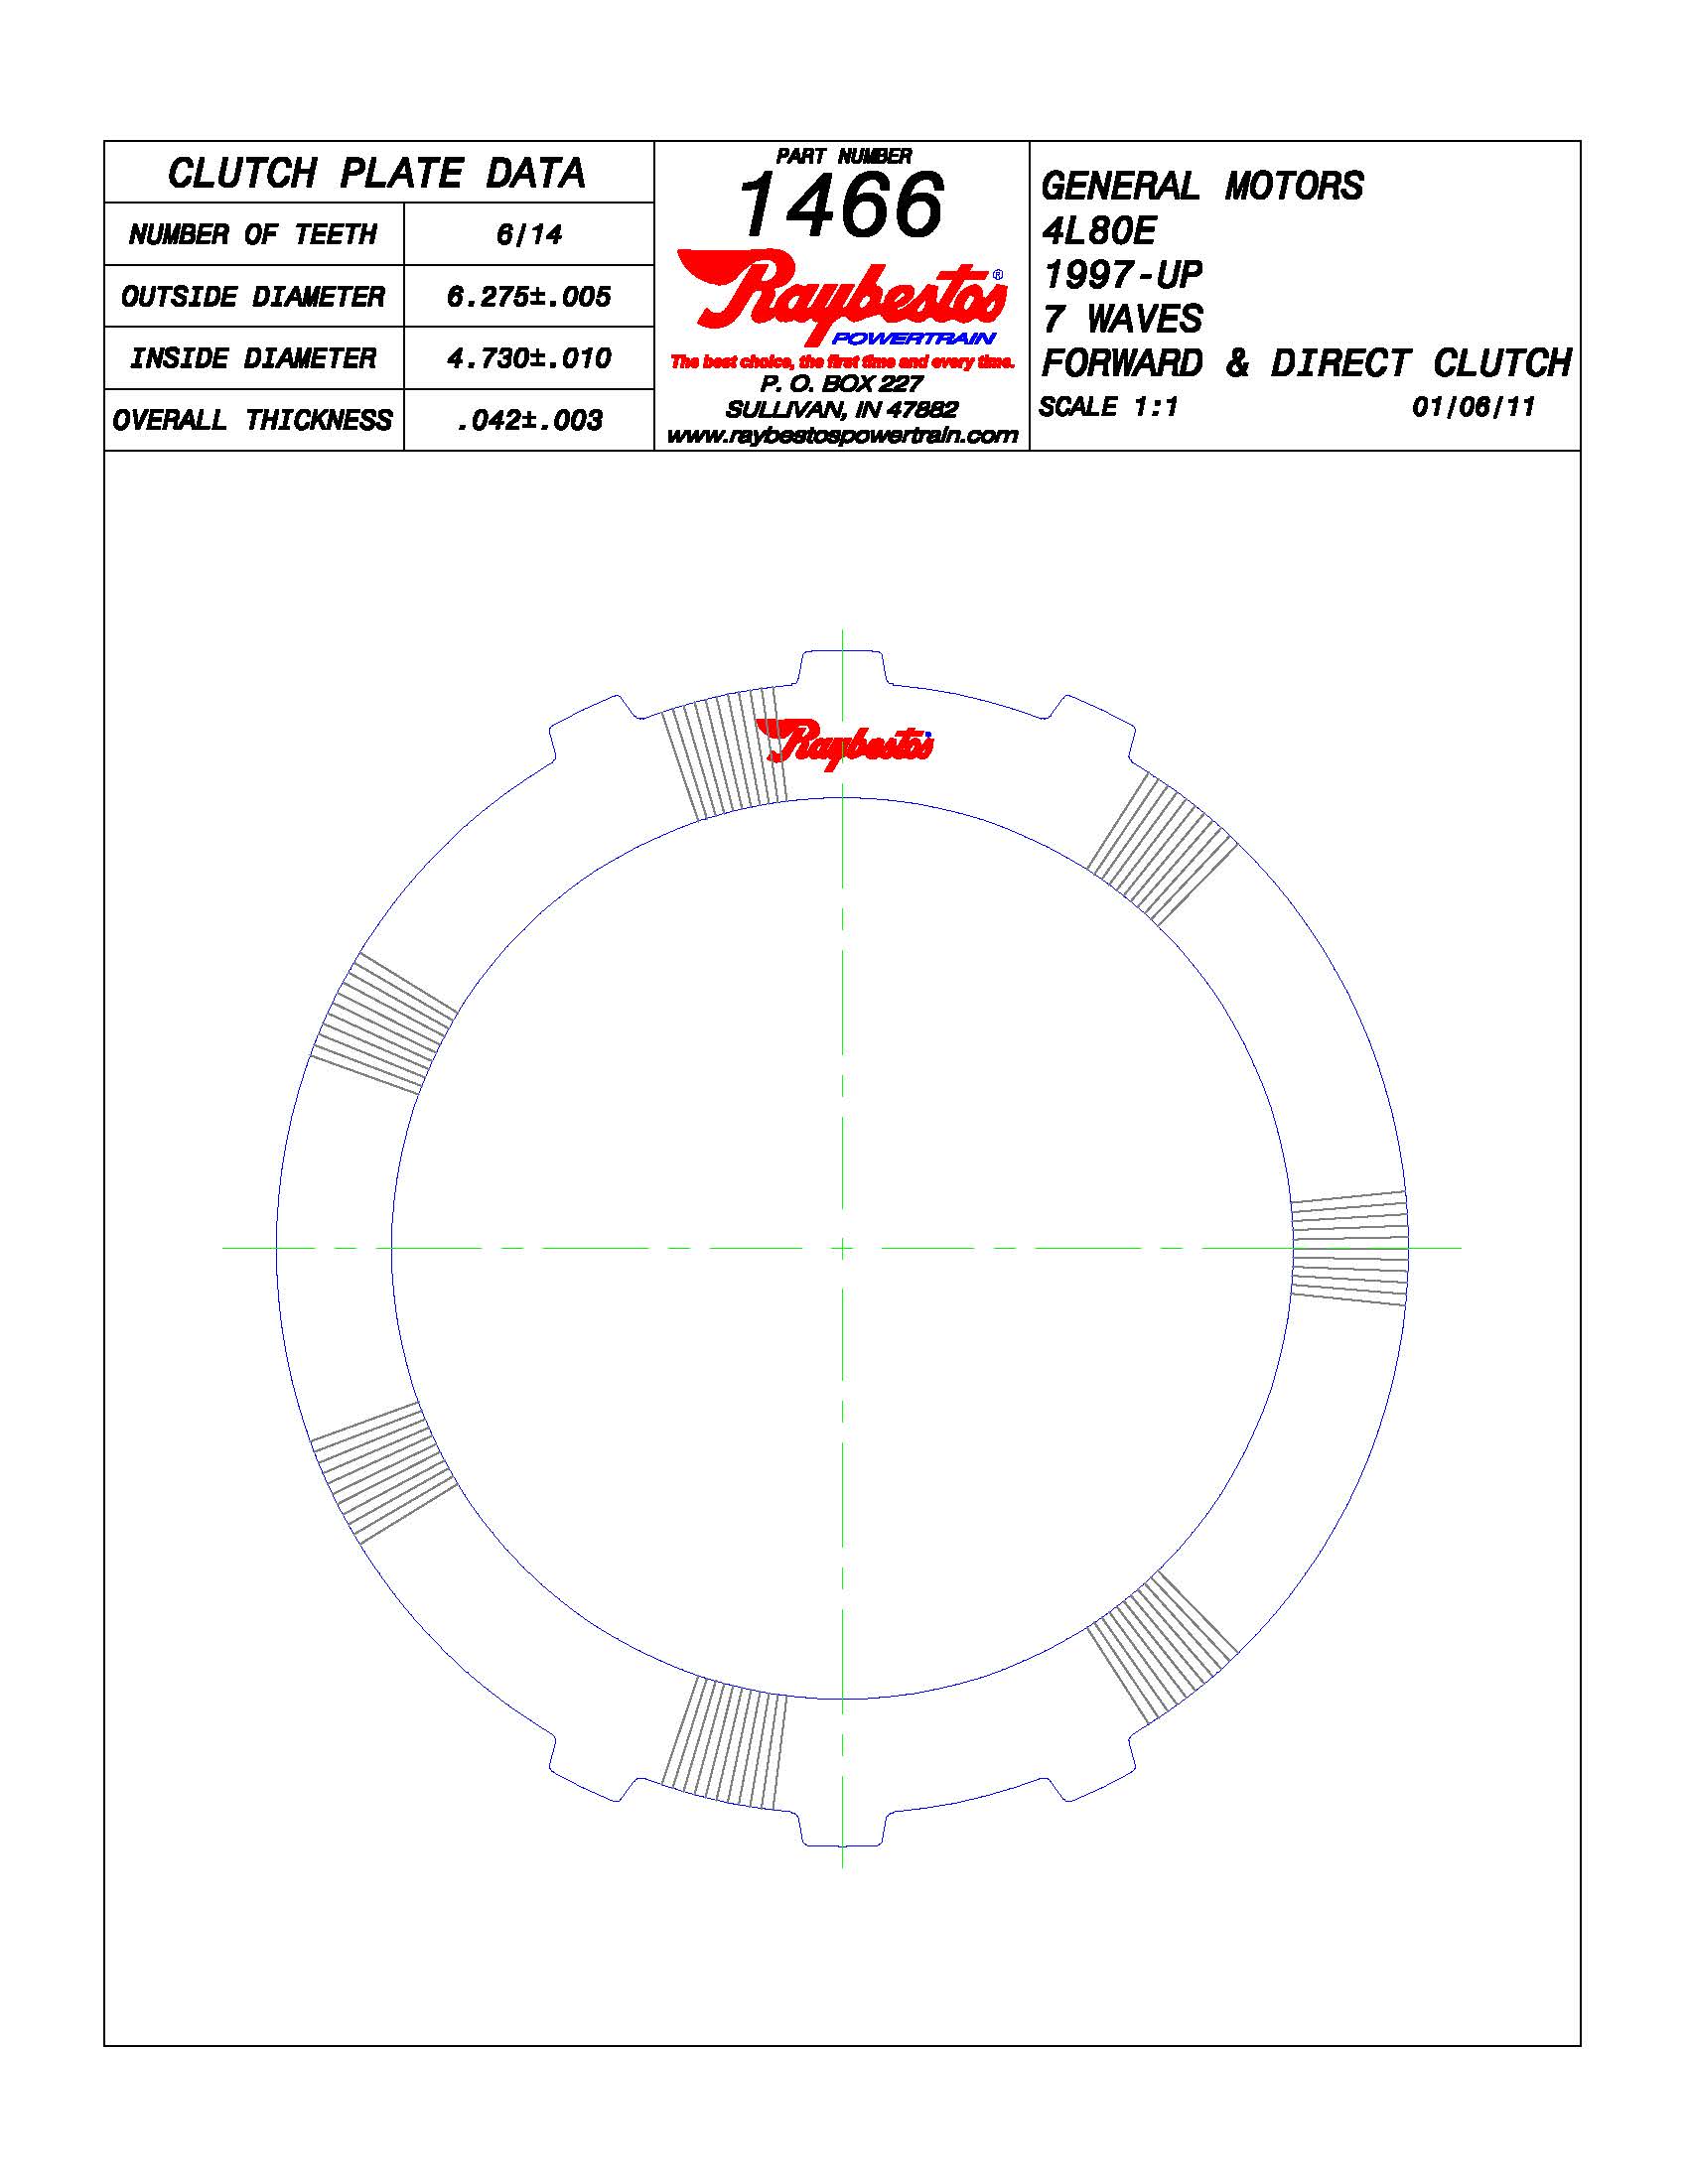 CLUTCH PLATE DATA
NUMBER OF TEETH 6/14
OUTSIDE DIAMETER 6.275±.005
INSIDE DIAMETER 4.730±.010
OVERALL THICKNESS .042±.003
PART NUMBER
1466
Raybestos®
POWERTRAIN
The best choice, the first time and every time.
P. O. BOX 227
SULLIVAN, IN 47882
www.raybestospowertrain.com
GENERAL MOTORS
4L80E
1997-UP
7 WAVES
FORWARD & DIRECT CLUTCH
SCALE 1:1 01/06/11
Raybestos